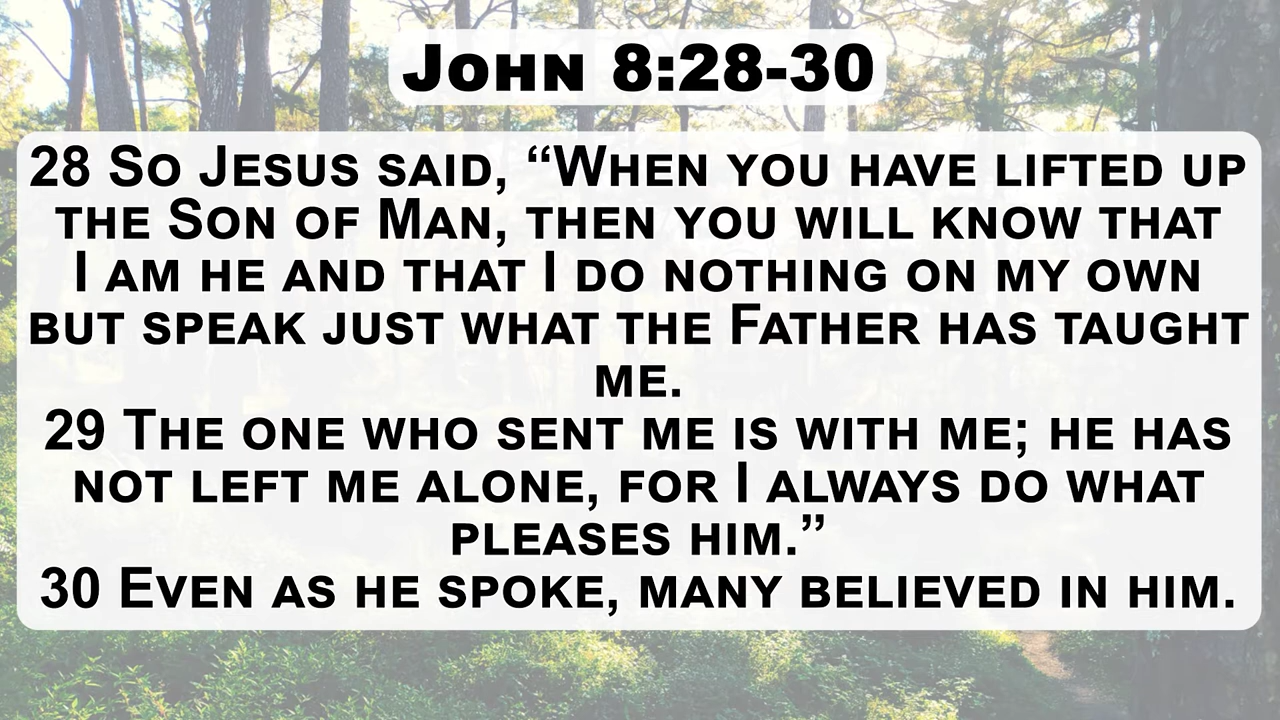 John 8:28-30
28 So Jesus said, “When you have lifted up
the Son of Man, then you will know that
I am he and that I do nothing on my own
but speak just what the Father has taught
me.
29 The one who sent me is with me; he has
not left me alone, for I always do what
pleases him.”
30 Even as he spoke, many believed in him.